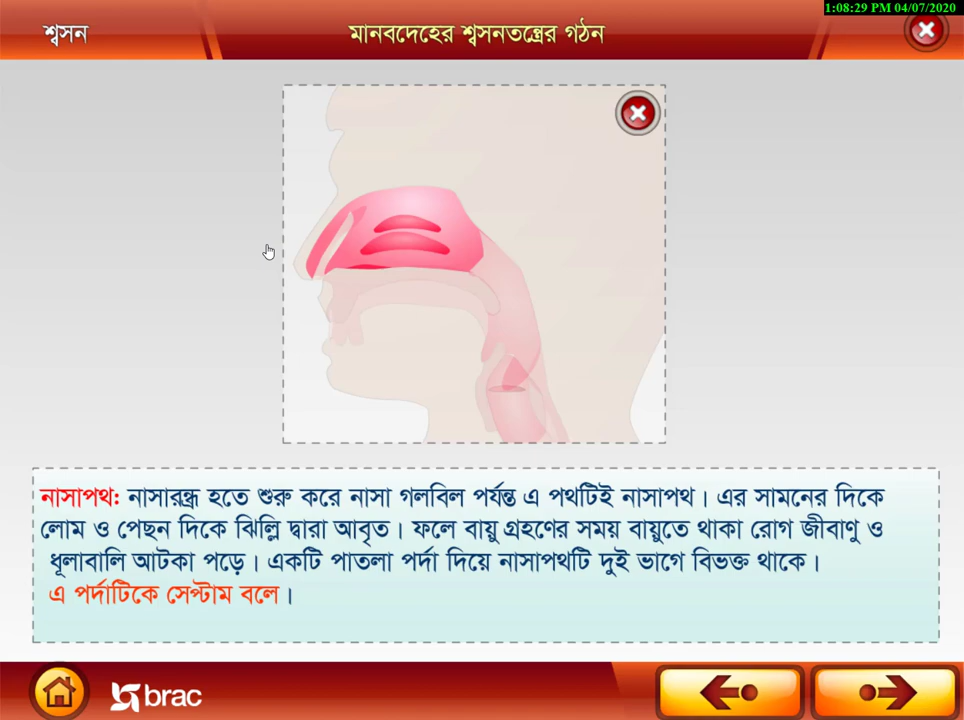 1:08:29 PM 04/07/2020
শ্বসন
মানবদেহের শ্বসনতন্ত্রের গঠন
নাসাপথ: নাসারন্ধ্র হতে শুরু করে নাসা গলবিল পর্যন্ত এ পথটিই নাসাপথ। এর সামনের দিকে
লোম ও পেছন দিকে ঝিল্লি দ্বারা আবৃত। ফলে বায়ু গ্রহণের সময় বায়ুতে থাকা রোগ জীবাণু ও
ধূলাবালি আটকা পড়ে। একটি পাতলা পর্দা দিয়ে নাসাপথটি দুই ভাগে বিভক্ত থাকে।
এ পর্দাটিকে সেপ্টাম বলে।
brac